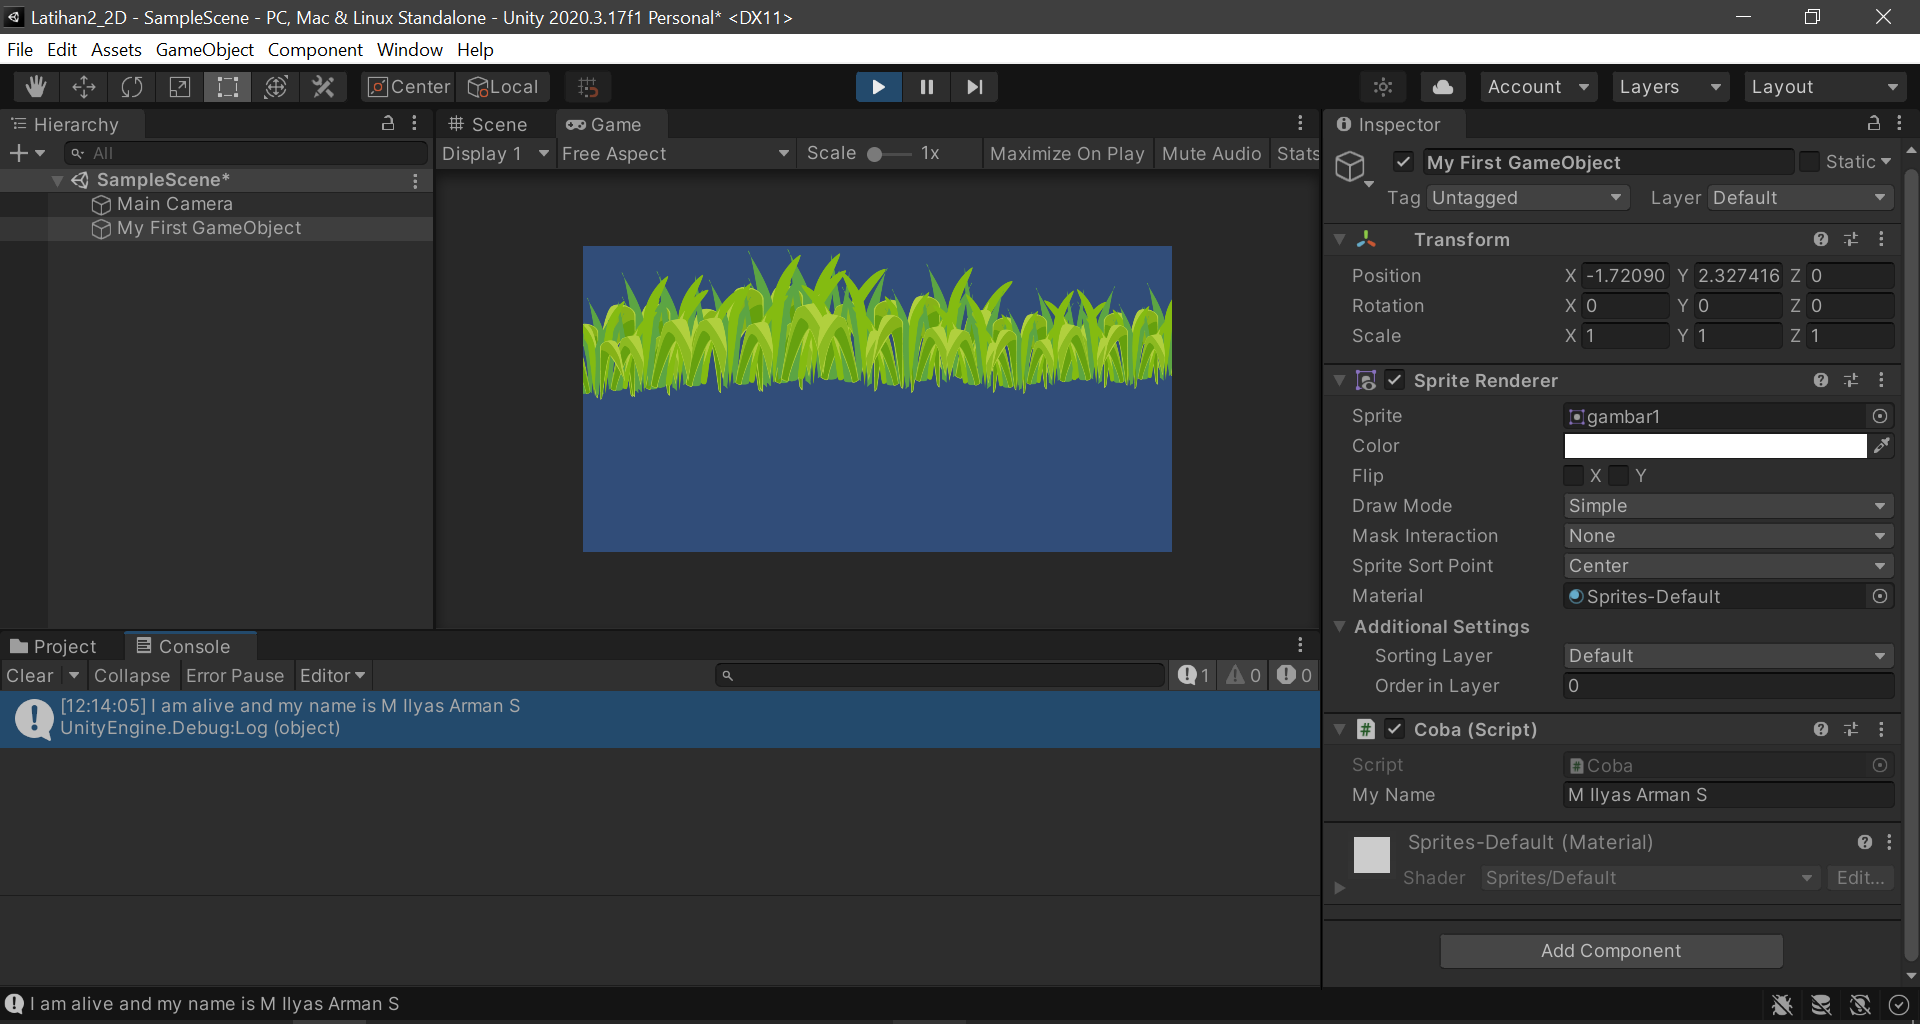 Latihan2_2D - SampleScene - PC, Mac & Linux Standalone - Unity 2020.3.17f1 Personal* <DX11>
File Edit Assets GameObject Component Window Help
Center Local Account Layers Layout
Hierarchy
All
SampleScene*
Main Camera
My First GameObject
Scene Game
Display 1 Free Aspect Scale 1x Maximize On Play Mute Audio Stats
Inspector
My First GameObject Static
Tag Untagged Layer Default
Transform
Position X -1.72090 Y 2.327416 Z 0
Rotation X 0 Y 0 Z 0
Scale X 1 Y 1 Z 1
Sprite Renderer
Sprite gambar1
Color
Flip X Y
Draw Mode Simple
Mask Interaction None
Sprite Sort Point Center
Material Sprites-Default
Additional Settings
Sorting Layer Default
Order in Layer 0
Coba (Script)
Script Coba
My Name M Ilyas Arman S
Sprites-Default (Material)
Shader Sprites/Default Edit...
Add Component
Project Console
Clear Collapse Error Pause Editor 1 0 0
[12:14:05] I am alive and my name is M Ilyas Arman S
UnityEngine.Debug:Log (object)
I am alive and my name is M Ilyas Arman S